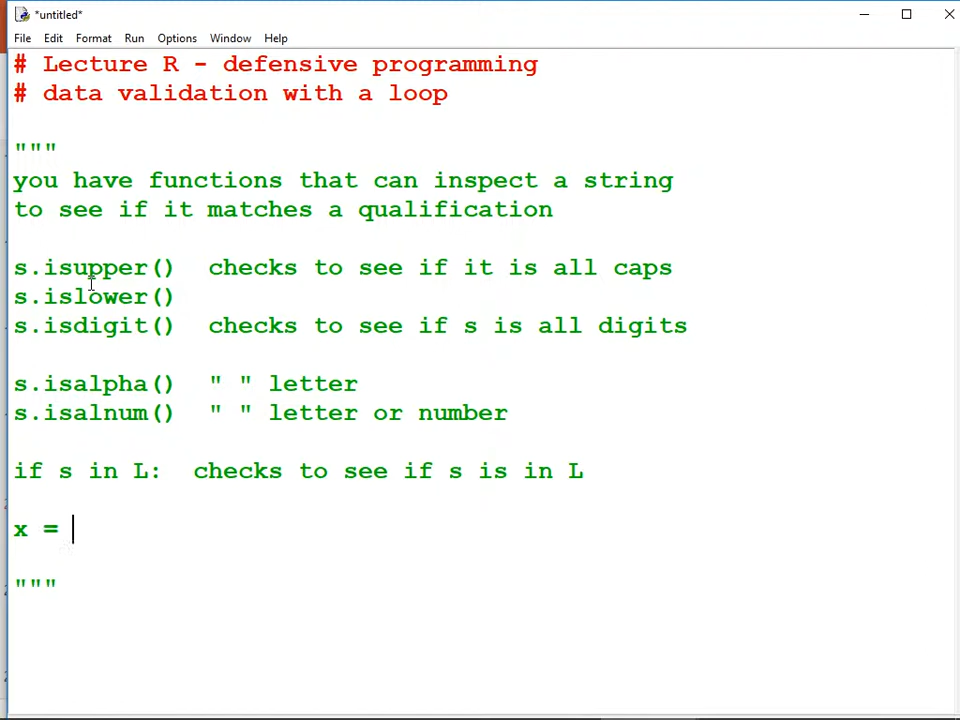 *untitled*
File Edit Format Run Options Window Help
# Lecture R - defensive programming
# data validation with a loop
"""
you have functions that can inspect a string
to see if it matches a qualification
s.isupper()  checks to see if it is all caps
s.islower()
s.isdigit()  checks to see if s is all digits
s.isalpha()  " " letter
s.isalnum()  " " letter or number
if s in L:  checks to see if s is in L
x =
"""